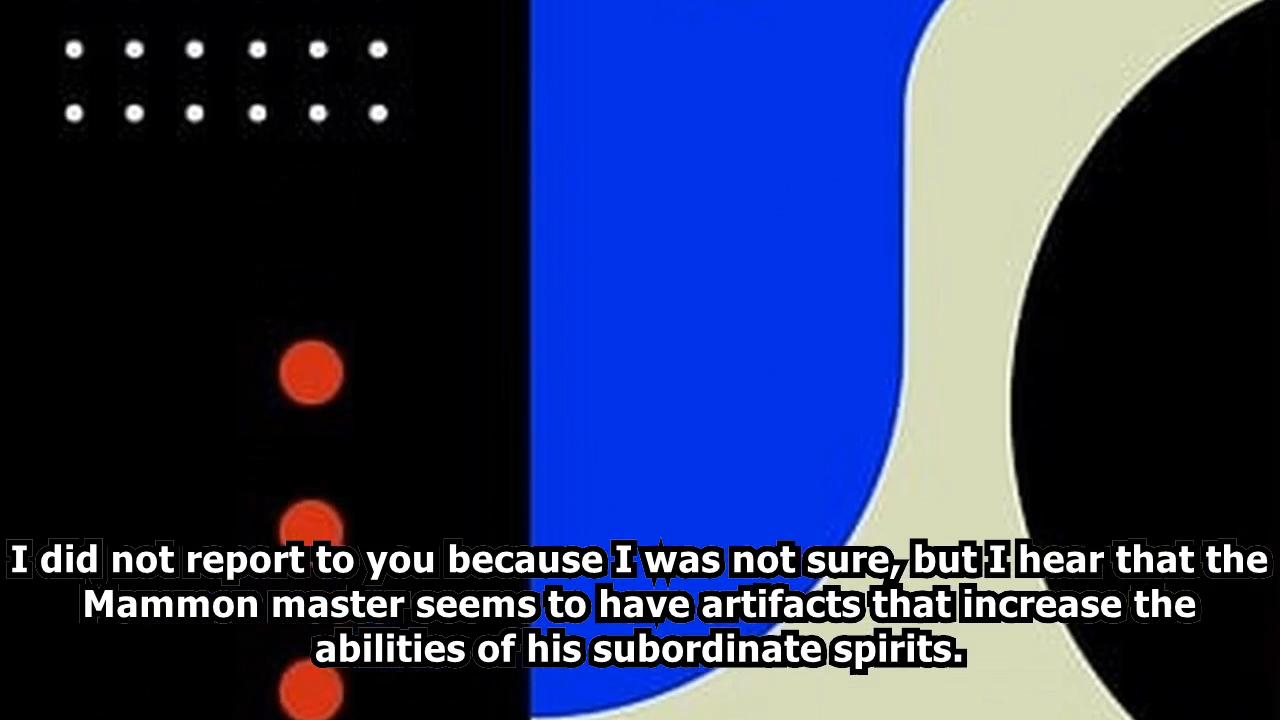 I did not report to you because I was not sure, but I hear that the
Mammon master seems to have artifacts that increase the
abilities of his subordinate spirits.